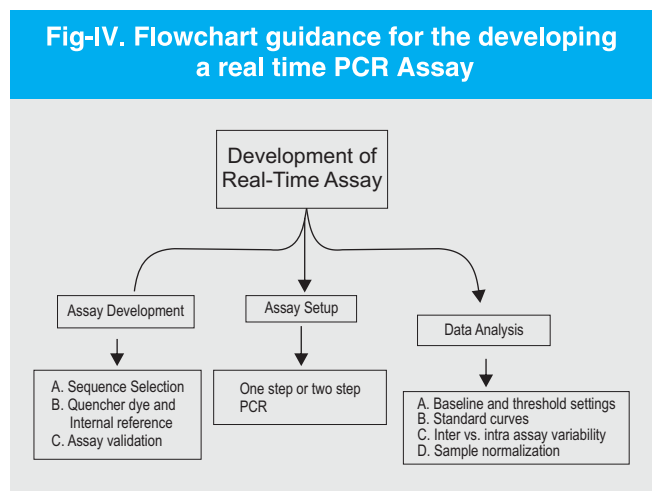 Fig-IV. Flowchart guidance for the developing
a real time PCR Assay
Development of
Real-Time Assay
Assay Development
Assay Setup
Data Analysis
A. Sequence Selection
B. Quencher dye and
Internal reference
C. Assay validation
One step or two step
PCR
A. Baseline and threshold settings
B. Standard curves
C. Inter vs. intra assay variability
D. Sample normalization